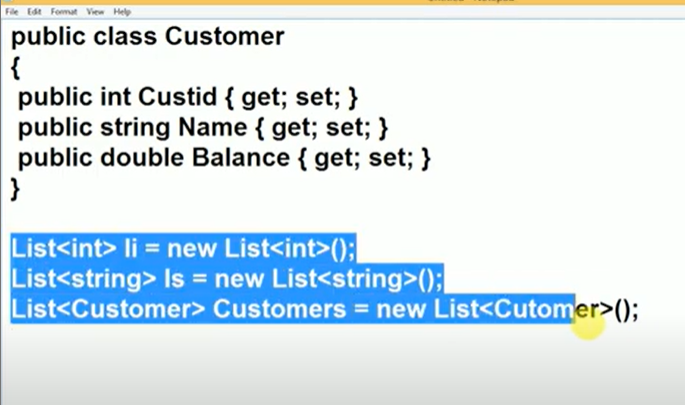 File Edit Format View Help
public class Customer
{
public int Custid { get; set; }
public string Name { get; set; }
public double Balance { get; set; }
}
List<int> li = new List<int>();
List<string> ls = new List<string>();
List<Customer> Customers = new List<Cutomer>();